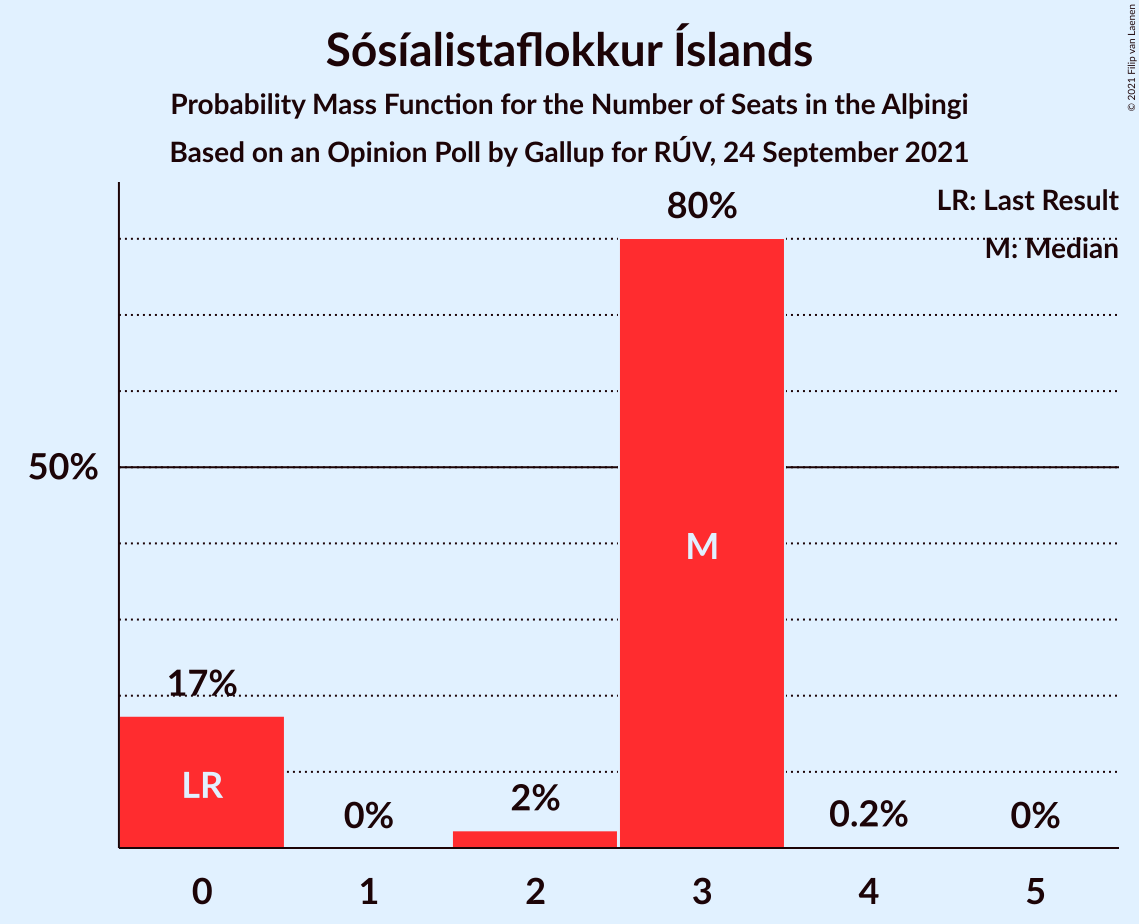 Sósíalistaflokkur Íslands
Probability Mass Function for the Number of Seats in the Alþingi
Based on an Opinion Poll by Gallup for RÚV, 24 September 2021
© 2021 Filip van Laenen
LR: Last Result
M: Median
80%
50%
M
17%
LR
0%
2%
0.2%
0%
0 1 2 3 4 5